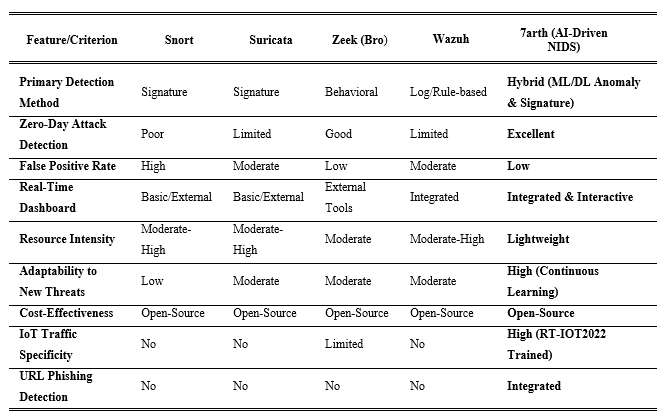 Feature/Criterion Snort Suricata Zeek (Bro) Wazuh 7arth (AI-Driven NIDS)
Primary Detection Method Signature Signature Behavioral Log/Rule-based Hybrid (ML/DL Anomaly & Signature)
Zero-Day Attack Detection Poor Limited Good Limited Excellent
False Positive Rate High Moderate Low Moderate Low
Real-Time Dashboard Basic/External Basic/External External Tools Integrated Integrated & Interactive
Resource Intensity Moderate-High Moderate-High Moderate Moderate-High Lightweight
Adaptability to New Threats Low Moderate Moderate Moderate High (Continuous Learning)
Cost-Effectiveness Open-Source Open-Source Open-Source Open-Source Open-Source
IoT Traffic Specificity No No Limited No High (RT-IOT2022 Trained)
URL Phishing Detection No No No No Integrated